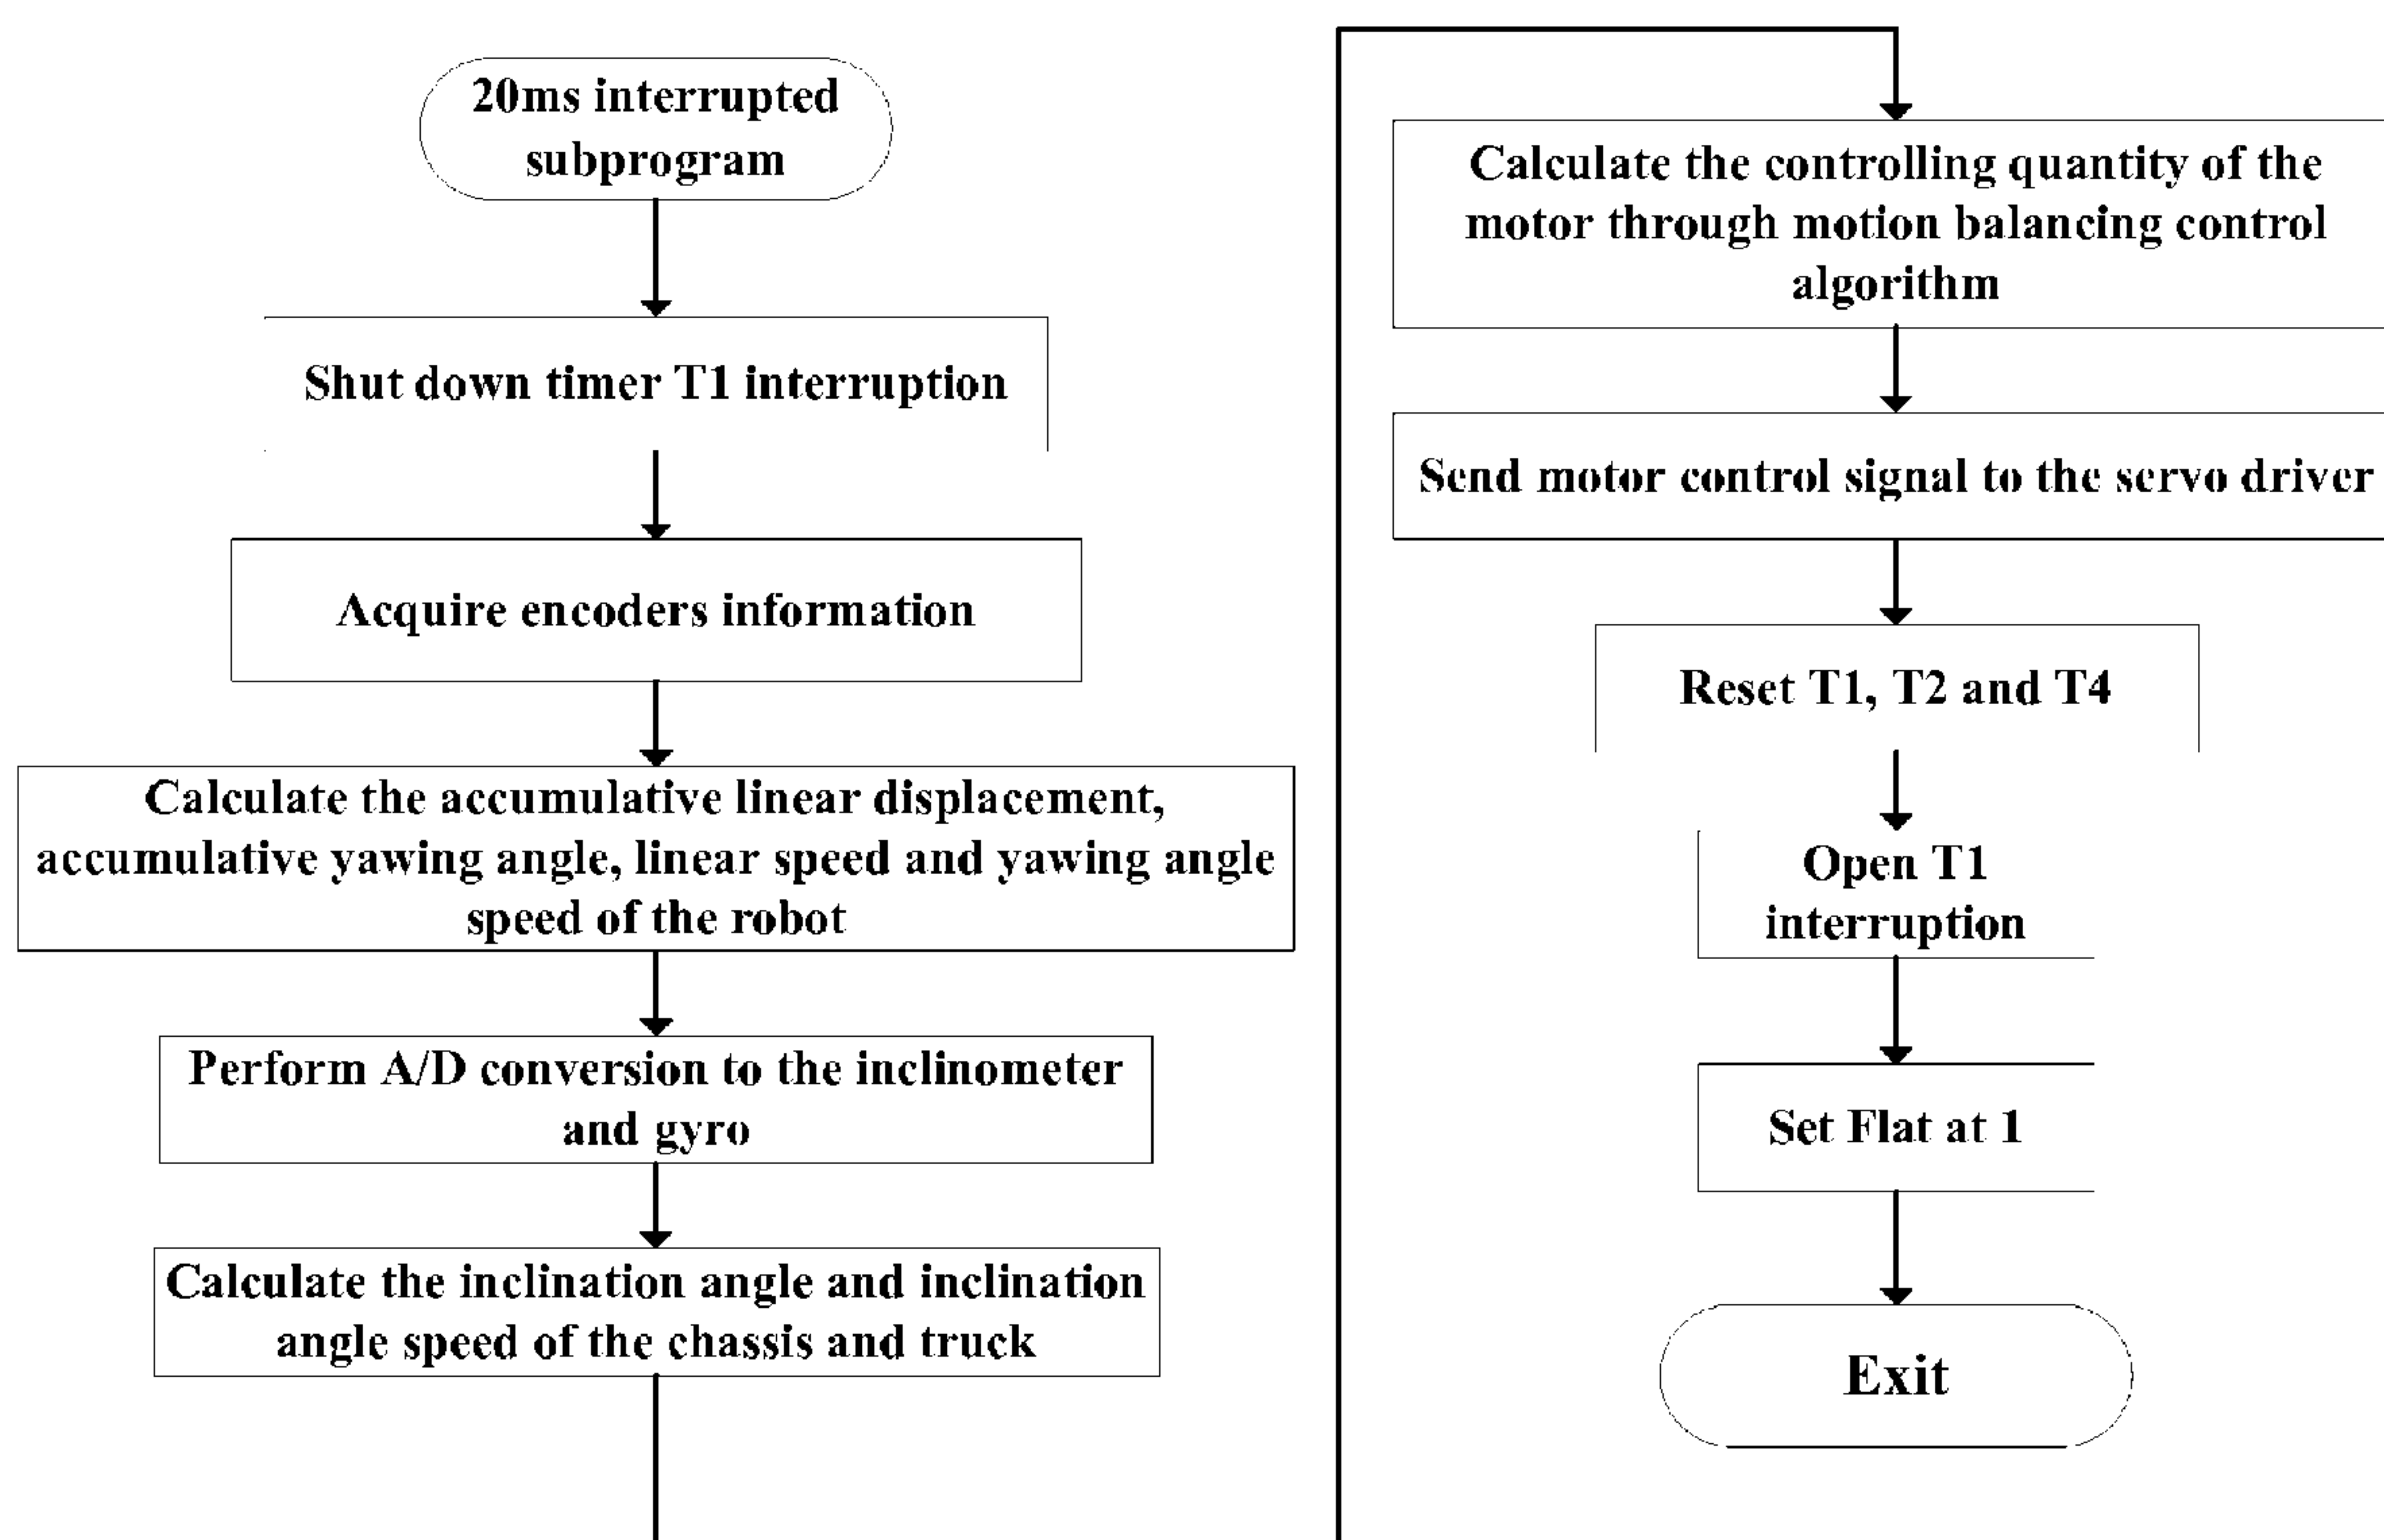 20ms interrupted
subprogram
Shut down timer T1 interruption
Acquire encoders information
Calculate the accumulative linear displacement,
accumulative yawing angle, linear speed and yawing angle
speed of the robot
Perform A/D conversion to the inclinometer
and gyro
Calculate the inclination angle and inclination
angle speed of the chassis and truck
Calculate the controlling quantity of the
motor through motion balancing control
algorithm
Send motor control signal to the servo driver
Reset T1, T2 and T4
Open T1
interruption
Set Flat at 1
Exit